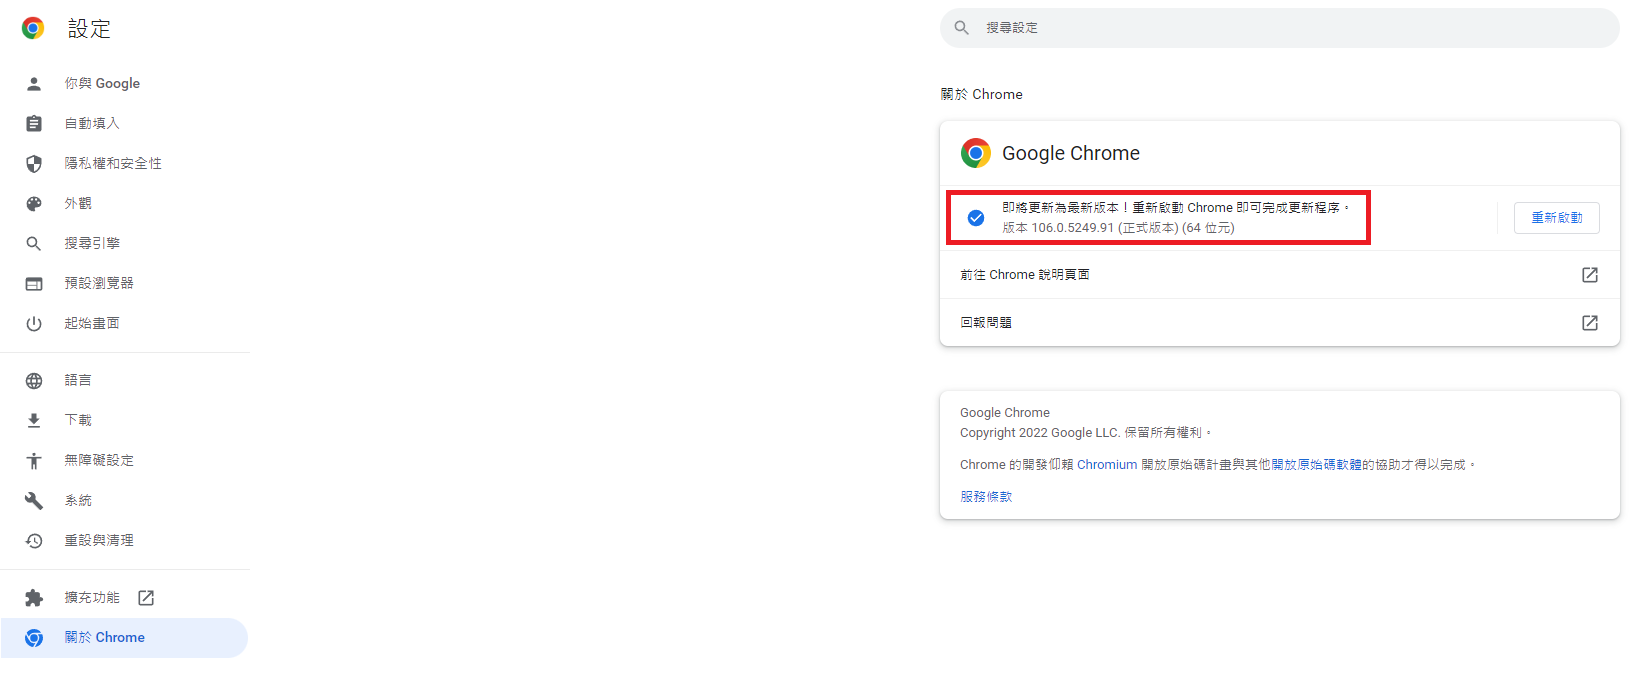 設定
搜尋設定
你與 Google
自動填入
隱私權和安全性
外觀
搜尋引擎
預設瀏覽器
起始畫面
語言
下載
無障礙設定
系統
重設與清理
擴充功能
關於 Chrome
關於 Chrome
Google Chrome
即將更新為最新版本！重新啟動 Chrome 即可完成更新程序。
版本 106.0.5249.91 (正式版本) (64 位元)
重新啟動
前往 Chrome 說明頁面
回報問題
Google Chrome
Copyright 2022 Google LLC. 保留所有權利。
Chrome 的開發仰賴 Chromium 開放原始碼計畫與其他開放原始碼軟體的協助才得以完成。
服務條款